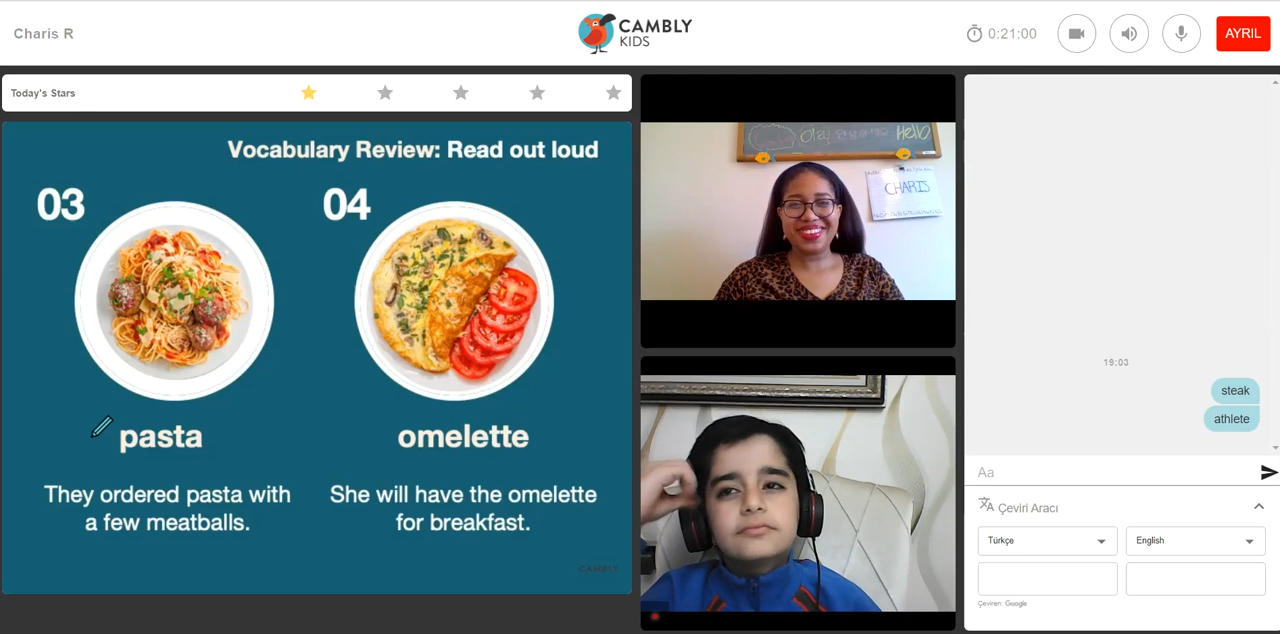 Charis R
CAMBLY
KIDS
0:21:00
AYRIL
Today's Stars
Vocabulary Review: Read out loud
03
04
pasta
omelette
They ordered pasta with
a few meatballs.
She will have the omelette
for breakfast.
CAMBLY
Hello
CHARIS
19:03
steak
athlete
Aa
Çeviri Aracı
Türkçe
English
Çeviren: Google